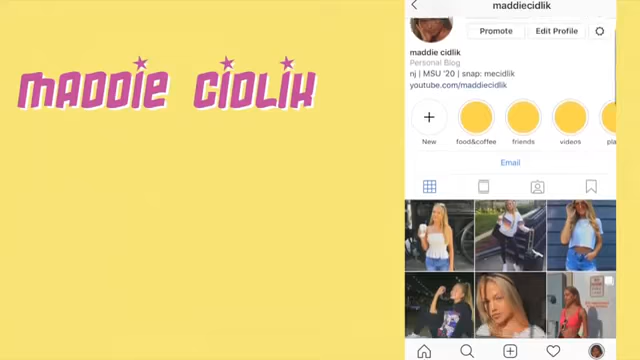 MADDIE CIDLIK
maddiecidlik
Promote
Edit Profile
maddie cidlik
Personal Blog
nj | MSU '20 | snap: mecidlik
youtube.com/maddiecidlik
New
food&coffee
friends
videos
pla
Email